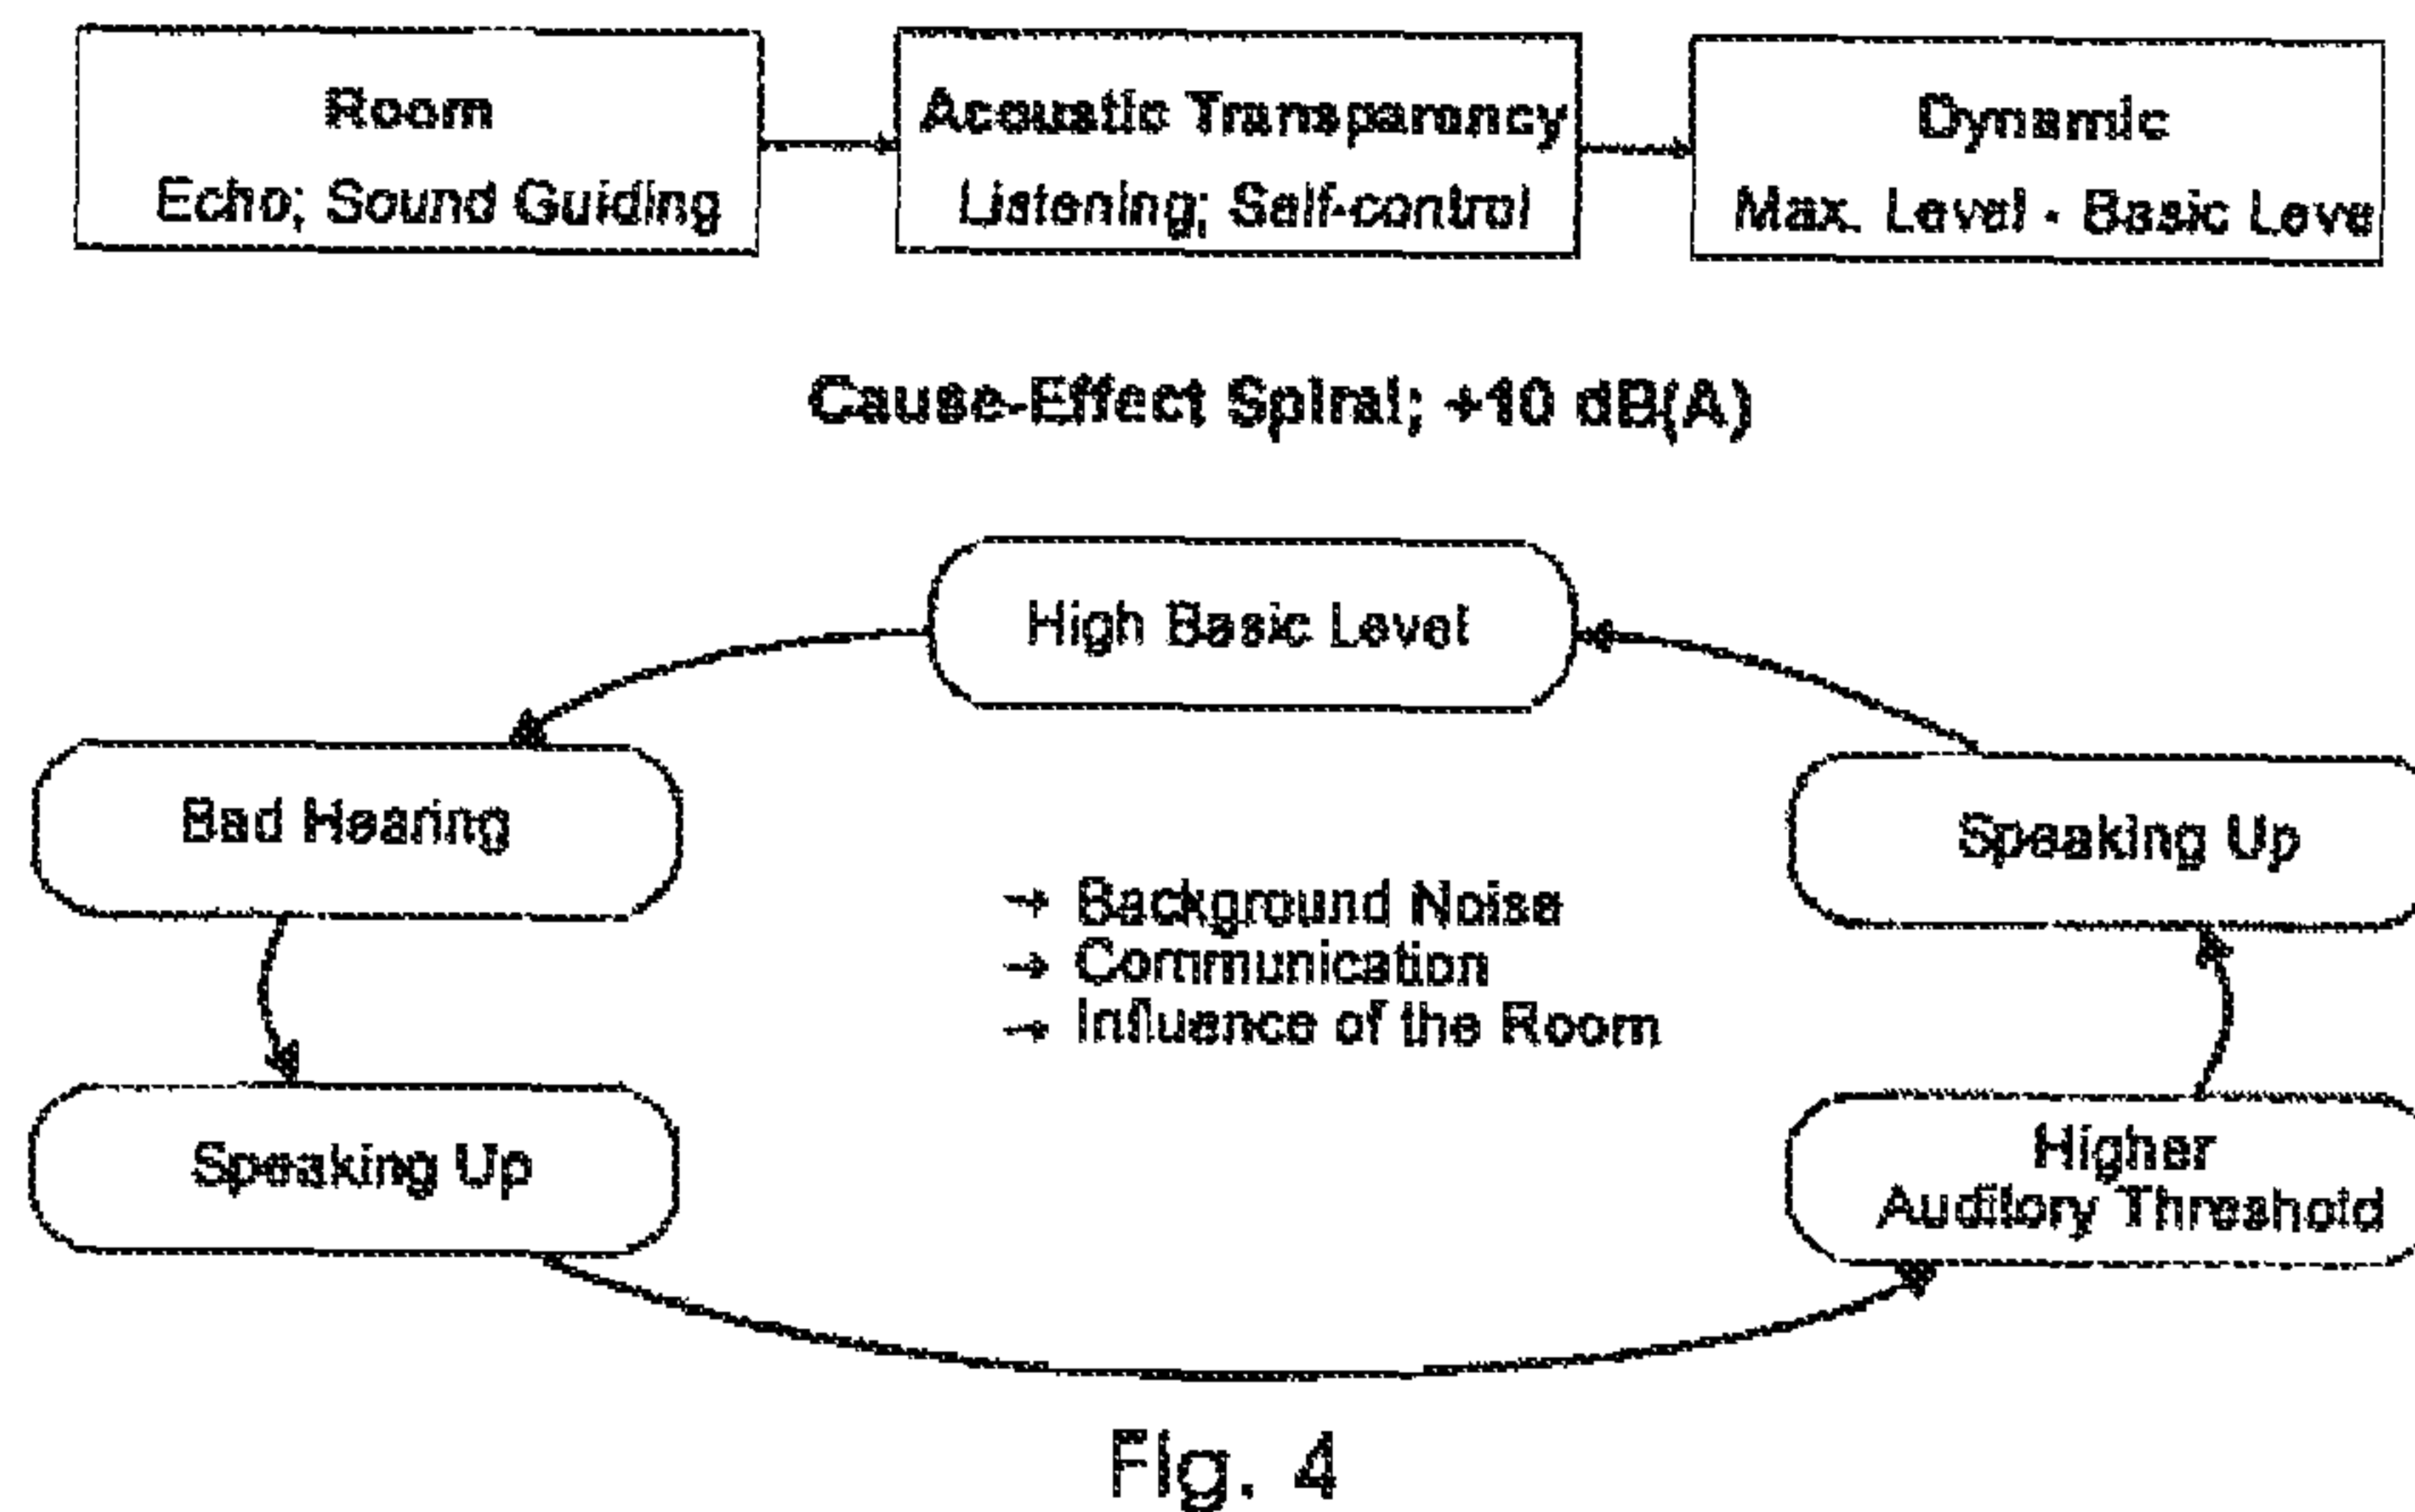 Room
Echo; Sound Guiding
Acoustic Transparency
Listening; Self-control
Dynamic
Max. Level - Basic Leve
Cause-Effect Spiral; +10 dB(A)
High Basic Level
Bad Hearing
Speaking Up
→ Background Noise
→ Communication
→ Influence of the Room
Speaking Up
Higher
Auditory Threshold
Fig. 4